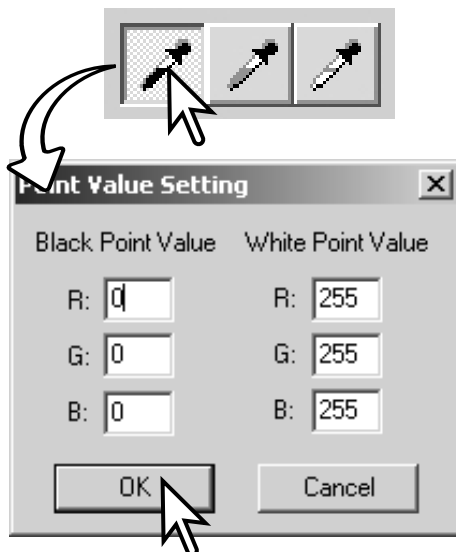 Point Value Setting
Black Point Value White Point Value
R: 0 R: 255
G: 0 G: 255
B: 0 B: 255
OK Cancel